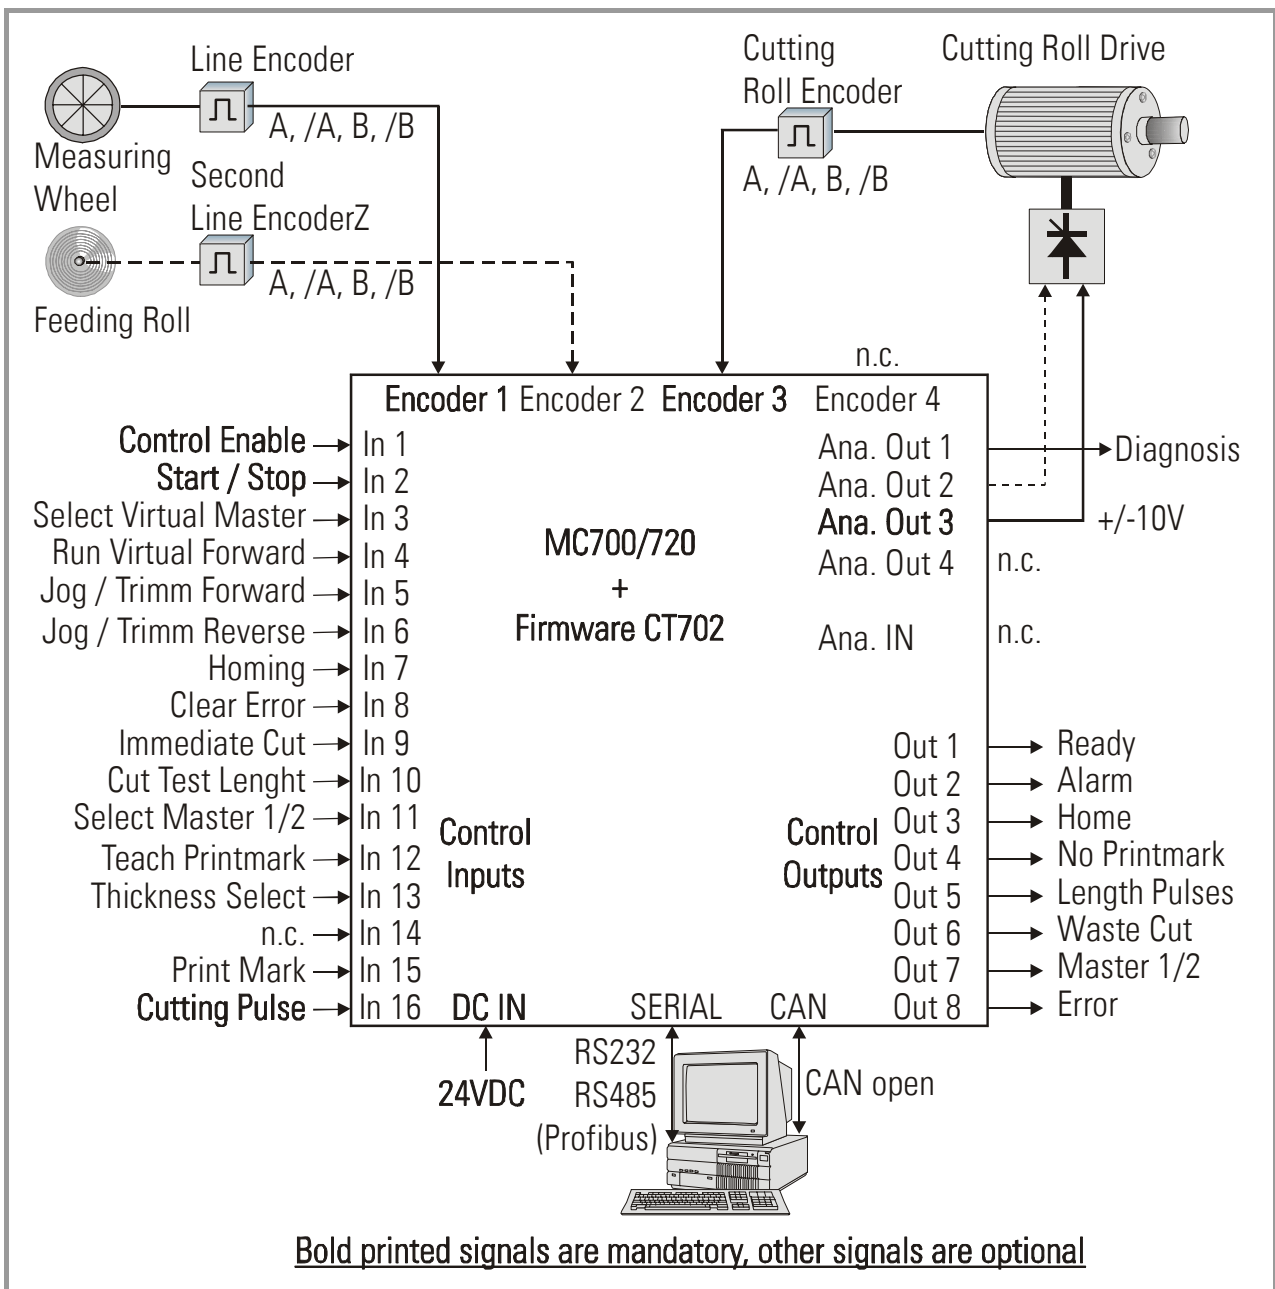 Line Encoder
A, /A, B, /B
Measuring
Wheel
Second
Line EncoderZ
A, /A, B, /B
Feeding Roll
Cutting
Roll Encoder
A, /A, B, /B
Cutting Roll Drive
n.c.
Encoder 1 Encoder 2 Encoder 3 Encoder 4
Control Enable In 1
Start / Stop In 2
Select Virtual Master In 3
Run Virtual Forward In 4
Jog / Trimm Forward In 5
Jog / Trimm Reverse In 6
Homing In 7
Clear Error In 8
Immediate Cut In 9
Cut Test Lenght In 10
Select Master 1/2 In 11
Teach Printmark In 12
Thickness Select In 13
n.c. In 14
Print Mark In 15
Cutting Pulse In 16
Control
Inputs
MC700/720
+
Firmware CT702
Ana. Out 1 Diagnosis
Ana. Out 2
Ana. Out 3 +/-10V
Ana. Out 4 n.c.
Ana. IN n.c.
Control
Outputs
Out 1 Ready
Out 2 Alarm
Out 3 Home
Out 4 No Printmark
Out 5 Length Pulses
Out 6 Waste Cut
Out 7 Master 1/2
Out 8 Error
DC IN SERIAL CAN
24VDC
RS232
RS485
(Profibus)
CAN open
Bold printed signals are mandatory, other signals are optional